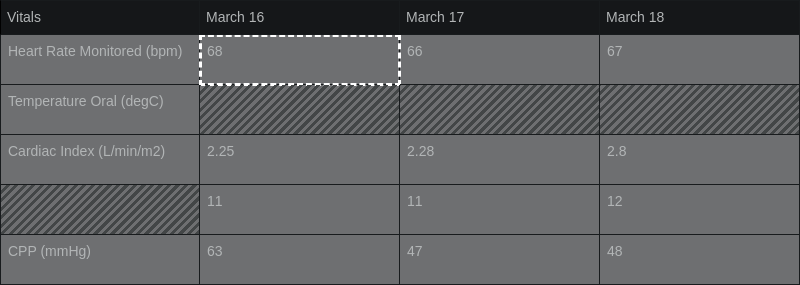 Vitals March 16 March 17 March 18
Heart Rate Monitored (bpm) 68 66 67
Temperature Oral (degC)
Cardiac Index (L/min/m2) 2.25 2.28 2.8
11 11 12
CPP (mmHg) 63 47 48